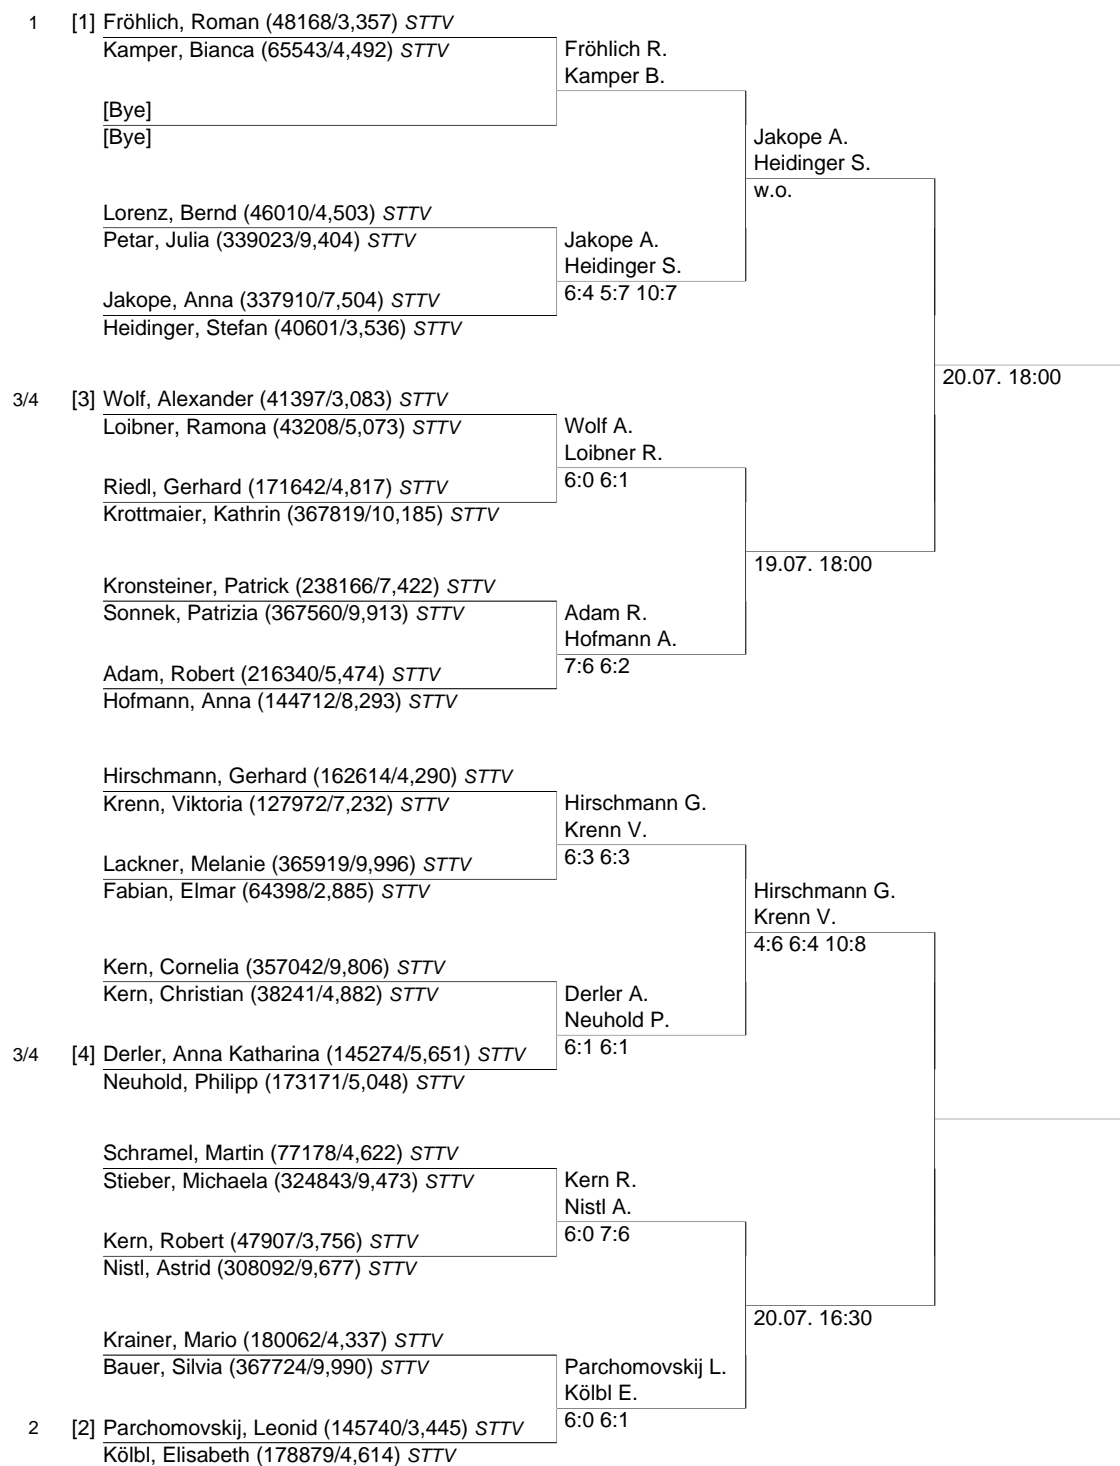 1 [1] Fröhlich, Roman (48168/3,357) STTV
Kamper, Bianca (65543/4,492) STTV
Fröhlich R.
Kamper B.
[Bye]
[Bye]
Jakope A.
Heidinger S.
w.o.
Lorenz, Bernd (46010/4,503) STTV
Petar, Julia (339023/9,404) STTV
Jakope A.
Heidinger S.
6:4 5:7 10:7
Jakope, Anna (337910/7,504) STTV
Heidinger, Stefan (40601/3,536) STTV
20.07. 18:00
3/4 [3] Wolf, Alexander (41397/3,083) STTV
Loibner, Ramona (43208/5,073) STTV
Wolf A.
Loibner R.
6:0 6:1
Riedl, Gerhard (171642/4,817) STTV
Krottmaier, Kathrin (367819/10,185) STTV
19.07. 18:00
Kronsteiner, Patrick (238166/7,422) STTV
Sonnek, Patrizia (367560/9,913) STTV
Adam R.
Hofmann A.
7:6 6:2
Adam, Robert (216340/5,474) STTV
Hofmann, Anna (144712/8,293) STTV
Hirschmann, Gerhard (162614/4,290) STTV
Krenn, Viktoria (127972/7,232) STTV
Hirschmann G.
Krenn V.
6:3 6:3
Lackner, Melanie (365919/9,996) STTV
Fabian, Elmar (64398/2,885) STTV
Hirschmann G.
Krenn V.
4:6 6:4 10:8
Kern, Cornelia (357042/9,806) STTV
Kern, Christian (38241/4,882) STTV
Derler A.
Neuhold P.
6:1 6:1
3/4 [4] Derler, Anna Katharina (145274/5,651) STTV
Neuhold, Philipp (173171/5,048) STTV
Schramel, Martin (77178/4,622) STTV
Stieber, Michaela (324843/9,473) STTV
Kern R.
Nistl A.
6:0 7:6
Kern, Robert (47907/3,756) STTV
Nistl, Astrid (308092/9,677) STTV
20.07. 16:30
Krainer, Mario (180062/4,337) STTV
Bauer, Silvia (367724/9,990) STTV
Parchomovskij L.
Kölbl E.
6:0 6:1
2 [2] Parchomovskij, Leonid (145740/3,445) STTV
Kölbl, Elisabeth (178879/4,614) STTV